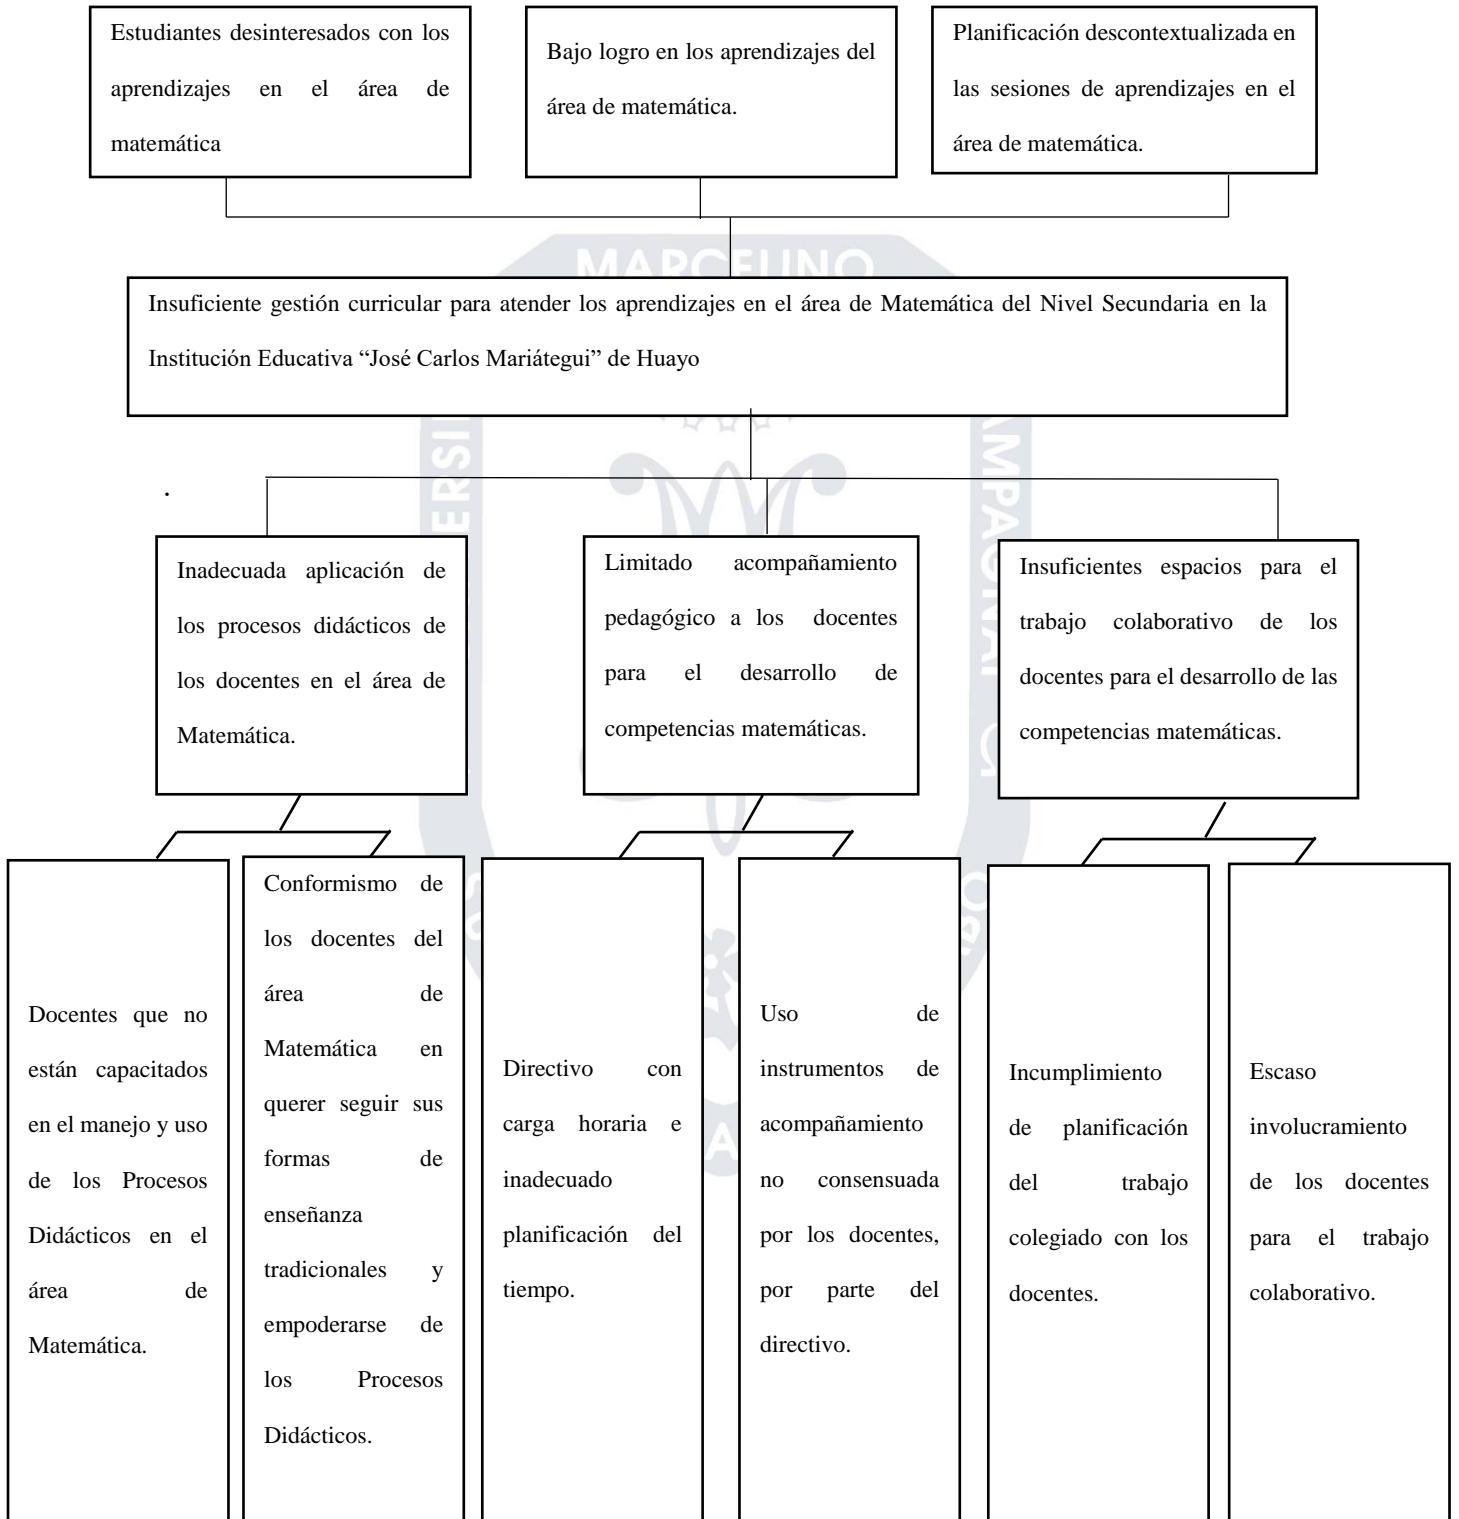 Estudiantes desinteresados con los
aprendizajes en el área de
matemática
Bajo logro en los aprendizajes del
área de matemática.
Planificación descontextualizada en
las sesiones de aprendizajes en el
área de matemática.
MARCELINO
Insuficiente gestión curricular para atender los aprendizajes en el área de Matemática del Nivel Secundaria en la
Institución Educativa “José Carlos Mariátegui” de Huayo
.
Inadecuada aplicación de
los procesos didácticos de
los docentes en el área de
Matemática.
Limitado acompañamiento
pedagógico a los docentes
para el desarrollo de
competencias matemáticas.
Insuficientes espacios para el
trabajo colaborativo de los
docentes para el desarrollo de las
competencias matemáticas.
Docentes que no
están capacitados
en el manejo y uso
de los Procesos
Didácticos en el
área de
Matemática.
Conformismo de
los docentes del
área de
Matemática en
querer seguir sus
formas de
enseñanza
tradicionales y
empoderarse de
los Procesos
Didácticos.
Directivo con
carga horaria e
inadecuado
planificación del
tiempo.
Uso de
instrumentos de
acompañamiento
no consensuada
por los docentes,
por parte del
directivo.
Incumplimiento
de planificación
del trabajo
colegiado con los
docentes.
Escaso
involucramiento
de los docentes
para el trabajo
colaborativo.